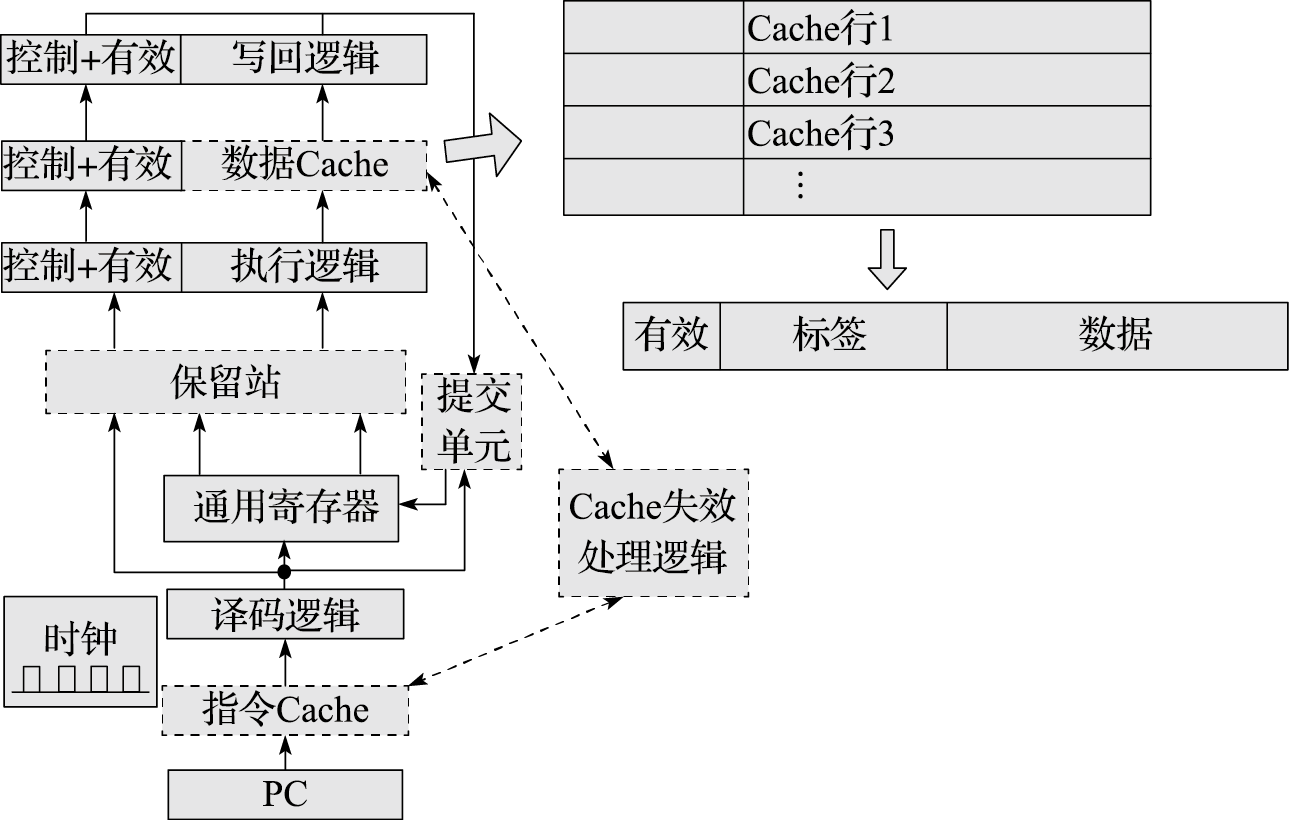 控制+有效 写回逻辑
控制+有效 数据Cache
控制+有效 执行逻辑
保留站
提交
单元
通用寄存器
译码逻辑
时钟
指令Cache
PC
Cache失效
处理逻辑
Cache行1
Cache行2
Cache行3
⋮
有效 标签 数据